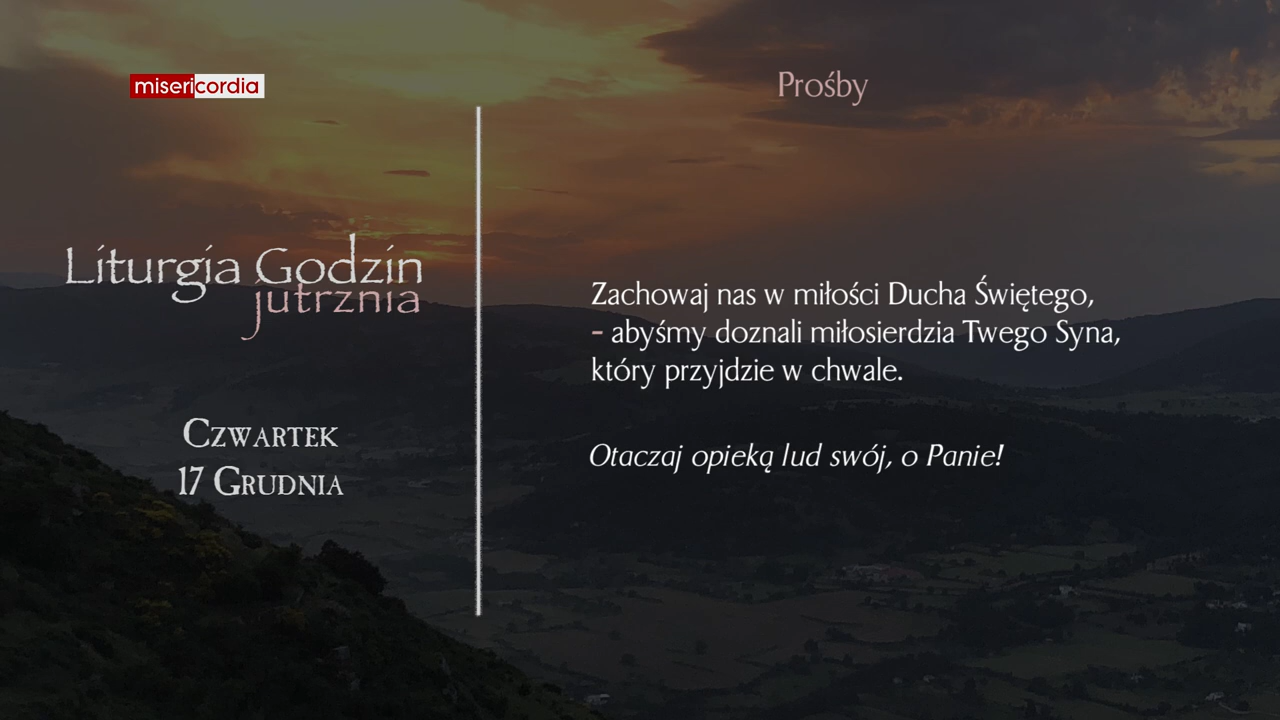 misericordia
Liturgia Godzin
jutrznia
Czwartek
17 Grudnia
Prośby
Zachowaj nas w miłości Ducha Świętego,
- abyśmy doznali miłosierdzia Twego Syna,
który przyjdzie w chwale.
Otaczaj opieką lud swój, o Panie!